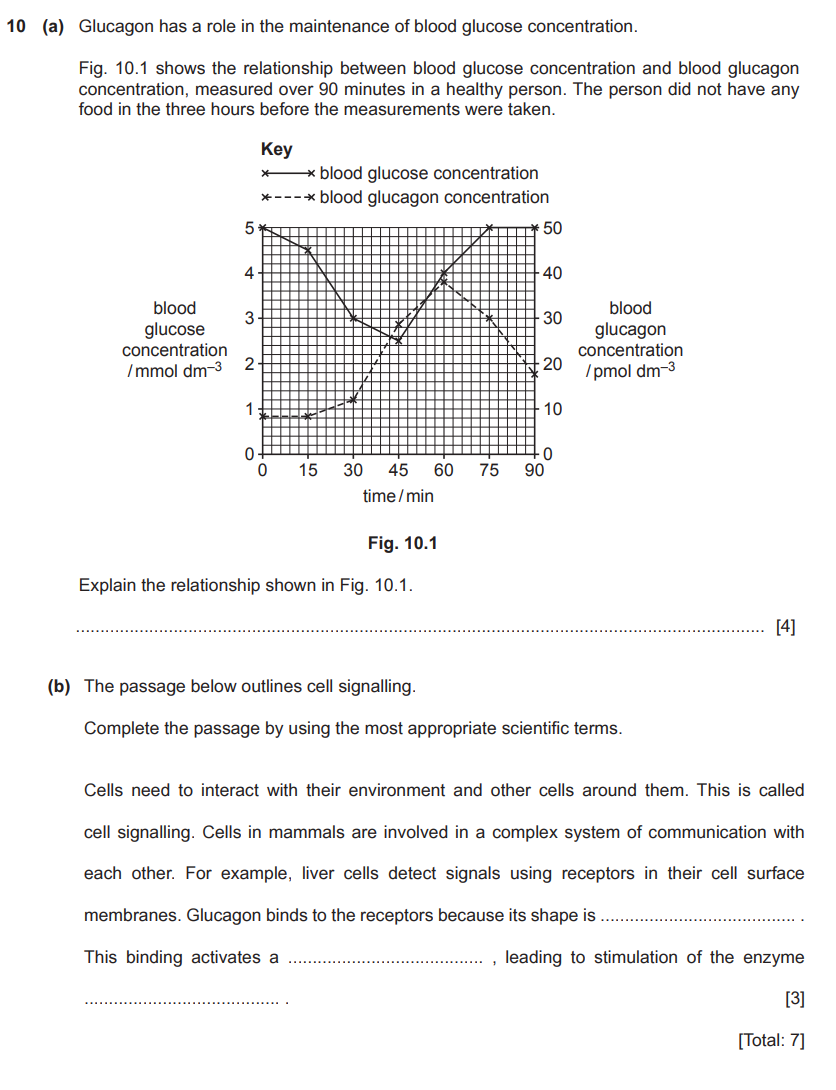 10 (a) Glucagon has a role in the maintenance of blood glucose concentration.
Fig. 10.1 shows the relationship between blood glucose concentration and blood glucagon
concentration, measured over 90 minutes in a healthy person. The person did not have any
food in the three hours before the measurements were taken.
Key
blood glucose concentration
blood glucagon concentration
5
4
3
2
1
0
blood
glucose
concentration
/ mmol dm–3
50
40
30
20
10
0
blood
glucagon
concentration
/ pmol dm–3
0 15 30 45 60 75 90
time / min
Fig. 10.1
Explain the relationship shown in Fig. 10.1.
.................................................................................................................................. [4]
(b) The passage below outlines cell signalling.
Complete the passage by using the most appropriate scientific terms.
Cells need to interact with their environment and other cells around them. This is called
cell signalling. Cells in mammals are involved in a complex system of communication with
each other. For example, liver cells detect signals using receptors in their cell surface
membranes. Glucagon binds to the receptors because its shape is ........................................ .
This binding activates a ........................................ , leading to stimulation of the enzyme
........................................ . [3]
[Total: 7]